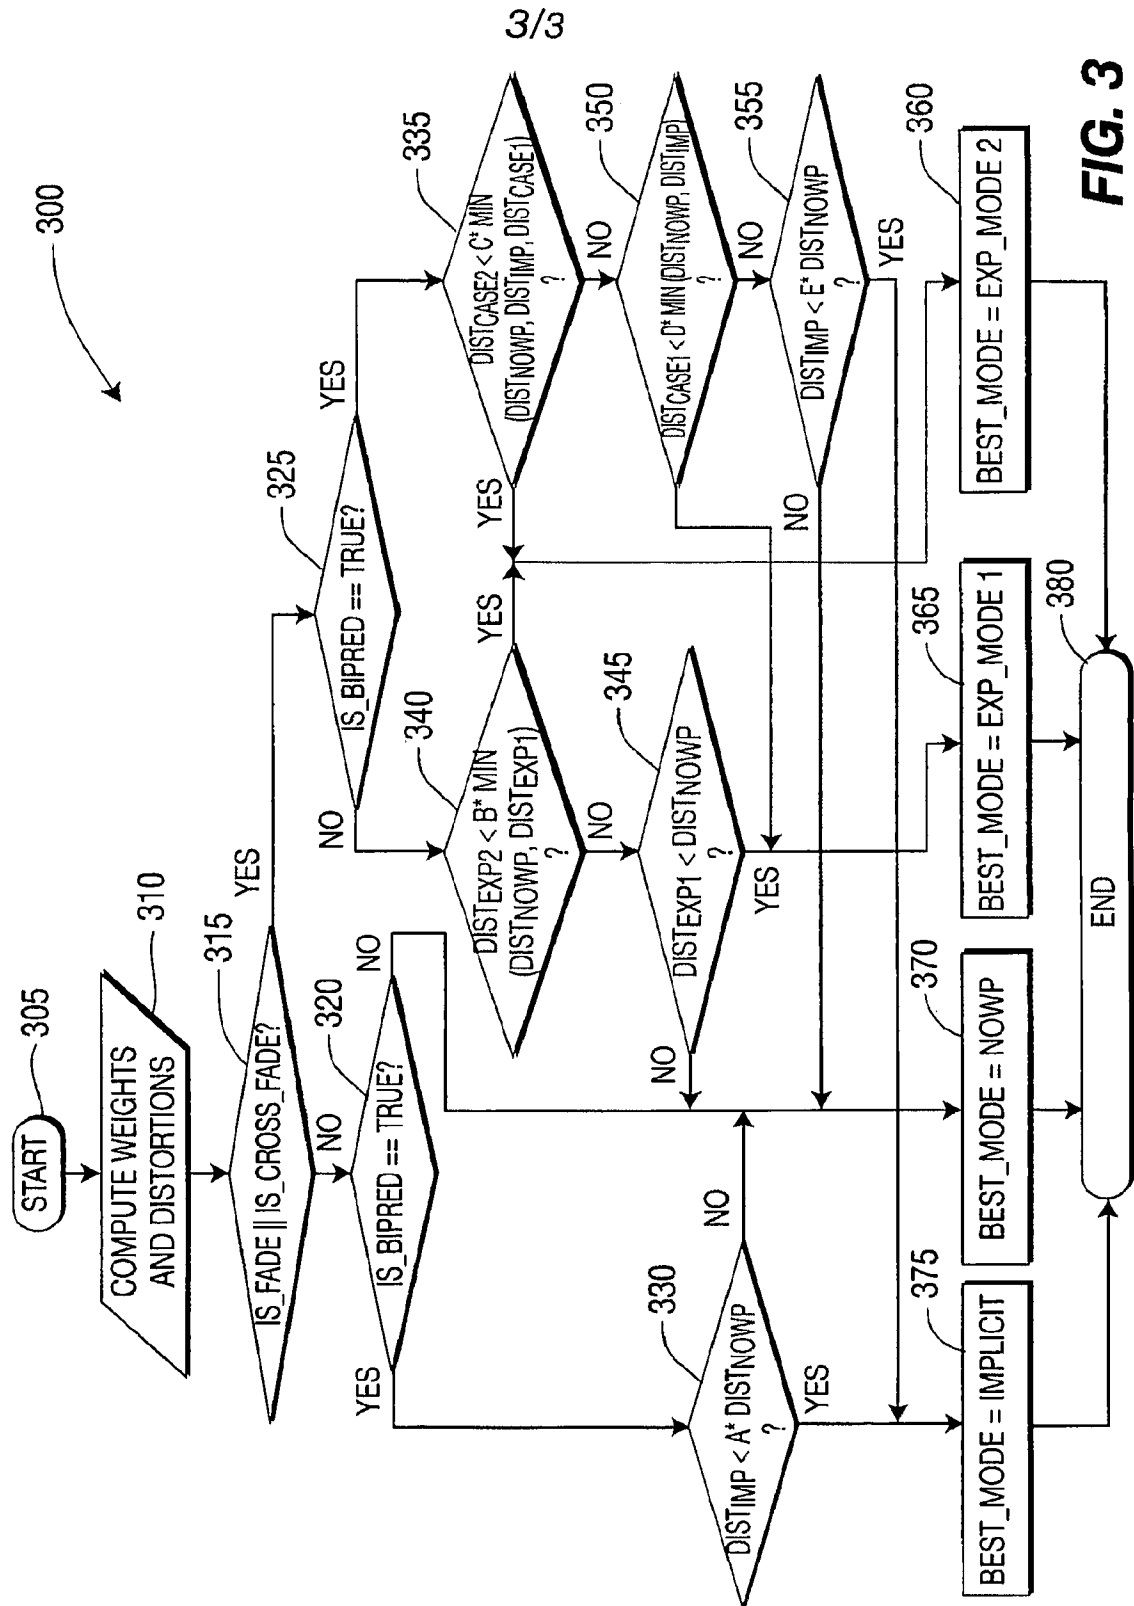 3/3
300
START
305
COMPUTE WEIGHTS
AND DISTORTIONS
310
IS_FADE || IS_CROSS_FADE?
315
YES
NO
IS_BIPRED == TRUE?
320
YES
NO
IS_BIPRED == TRUE?
325
NO
YES
DISTIMP < A* DISTNOWP
?
330
NO
YES
DISTEXP2 < B* MIN
(DISTNOWP, DISTEXP1)
?
340
YES
NO
DISTCASE2 < C* MIN
(DISTNOWP, DISTIMP, DISTCASE1)
?
335
YES
NO
DISTEXP1 < DISTNOWP
?
345
NO
YES
DISTCASE1 < D* MIN (DISTNOWP, DISTIMP)
?
350
NO
DISTIMP < E* DISTNOWP
?
355
NO
YES
BEST_MODE = IMPLICIT
375
BEST_MODE = NOWP
370
BEST_MODE = EXP_MODE 1
365
BEST_MODE = EXP_MODE 2
360
END
380
FIG. 3